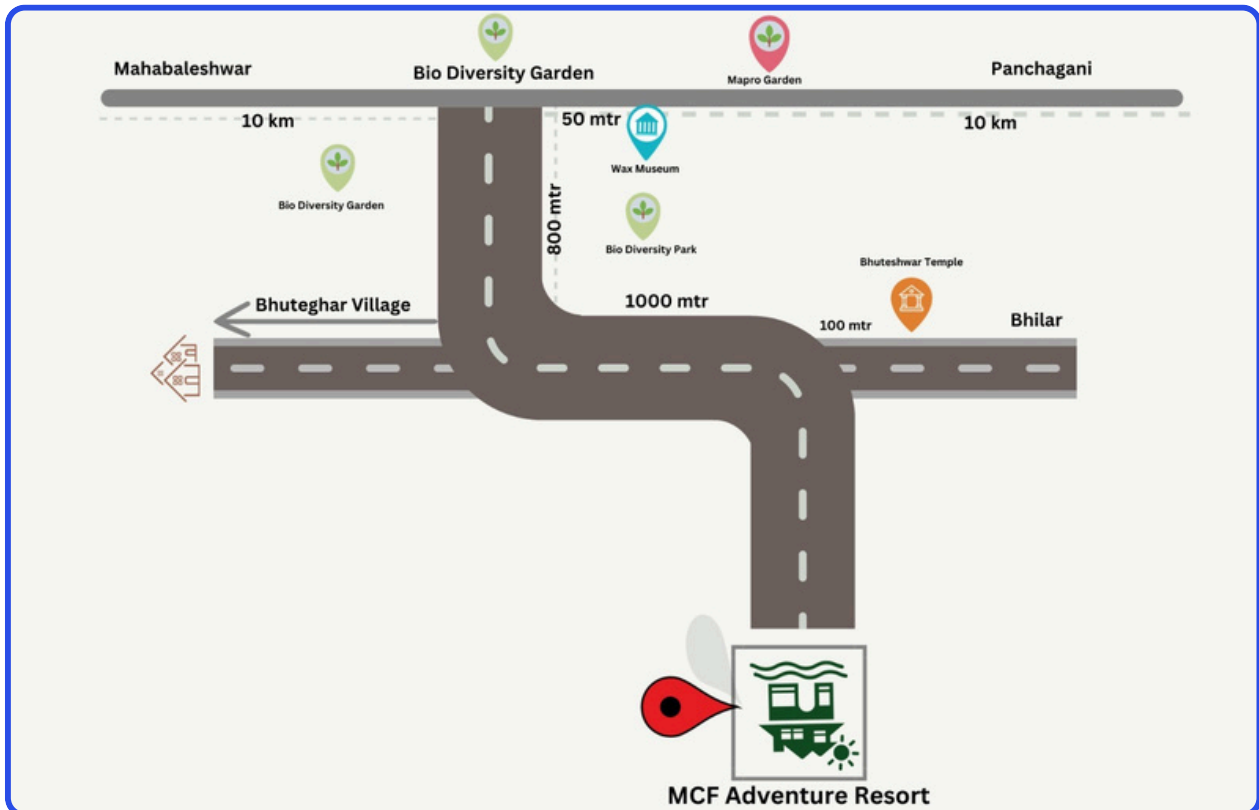 Mahabaleshwar
Bio Diversity Garden
Mapro Garden
Panchagani
10 km
50 mtr
10 km
Wax Museum
Bio Diversity Garden
800 mtr
Bio Diversity Park
Bhuteshwar Temple
Bhuteghar Village
1000 mtr
100 mtr
Bhilar
MCF Adventure Resort